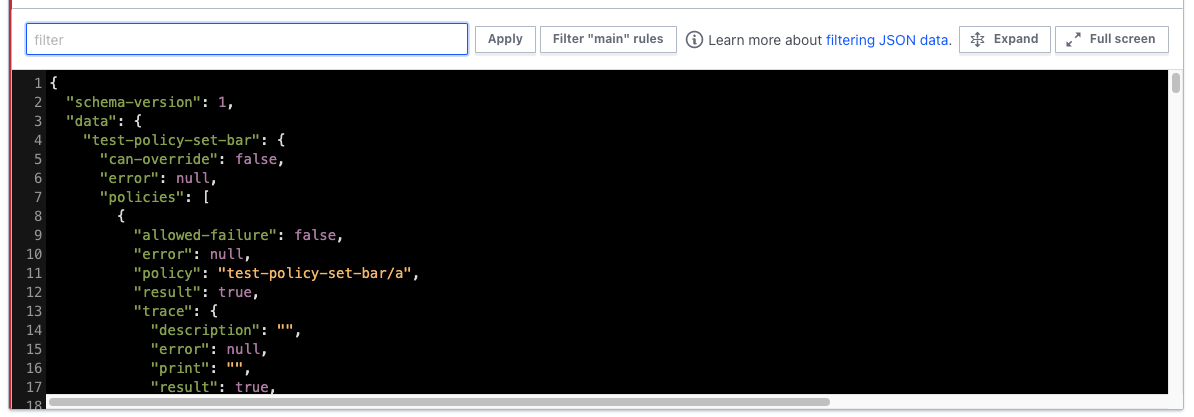 filter Apply Filter "main" rules Learn more about filtering JSON data. Expand Full screen
1 {
2 "schema-version": 1,
3 "data": {
4 "test-policy-set-bar": {
5 "can-override": false,
6 "error": null,
7 "policies": [
8 {
9 "allowed-failure": false,
10 "error": null,
11 "policy": "test-policy-set-bar/a",
12 "result": true,
13 "trace": {
14 "description": "",
15 "error": null,
16 "print": "",
17 "result": true,
18